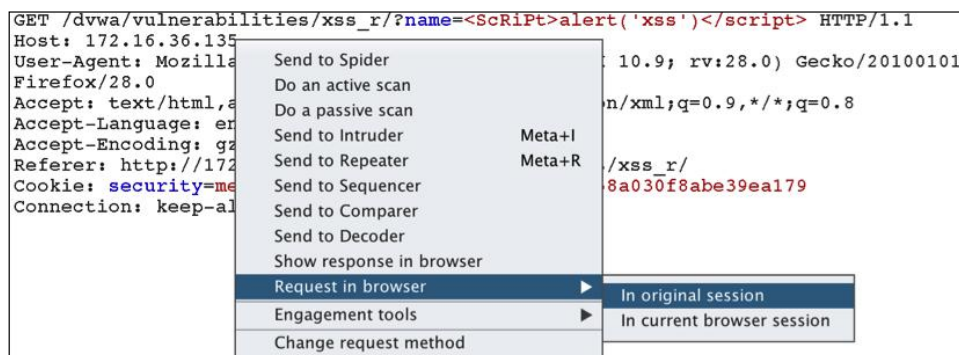 GET /dvwa/vulnerabilities/xss_r/?name=<ScRiPt>alert('xss')</script> HTTP/1.1
Host: 172.16.36.135
User-Agent: Mozilla 10.9; rv:28.0) Gecko/20100101
Firefox/28.0
Accept: text/html,a n/xml;q=0.9,*/*;q=0.8
Accept-Language: en
Accept-Encoding: gz
Referer: http://172 /xss_r/
Cookie: security=me 8a030f8abe39ea179
Connection: keep-al
Send to Spider
Do an active scan
Do a passive scan
Send to Intruder Meta+I
Send to Repeater Meta+R
Send to Sequencer
Send to Comparer
Send to Decoder
Show response in browser
Request in browser
In original session
In current browser session
Engagement tools
Change request method